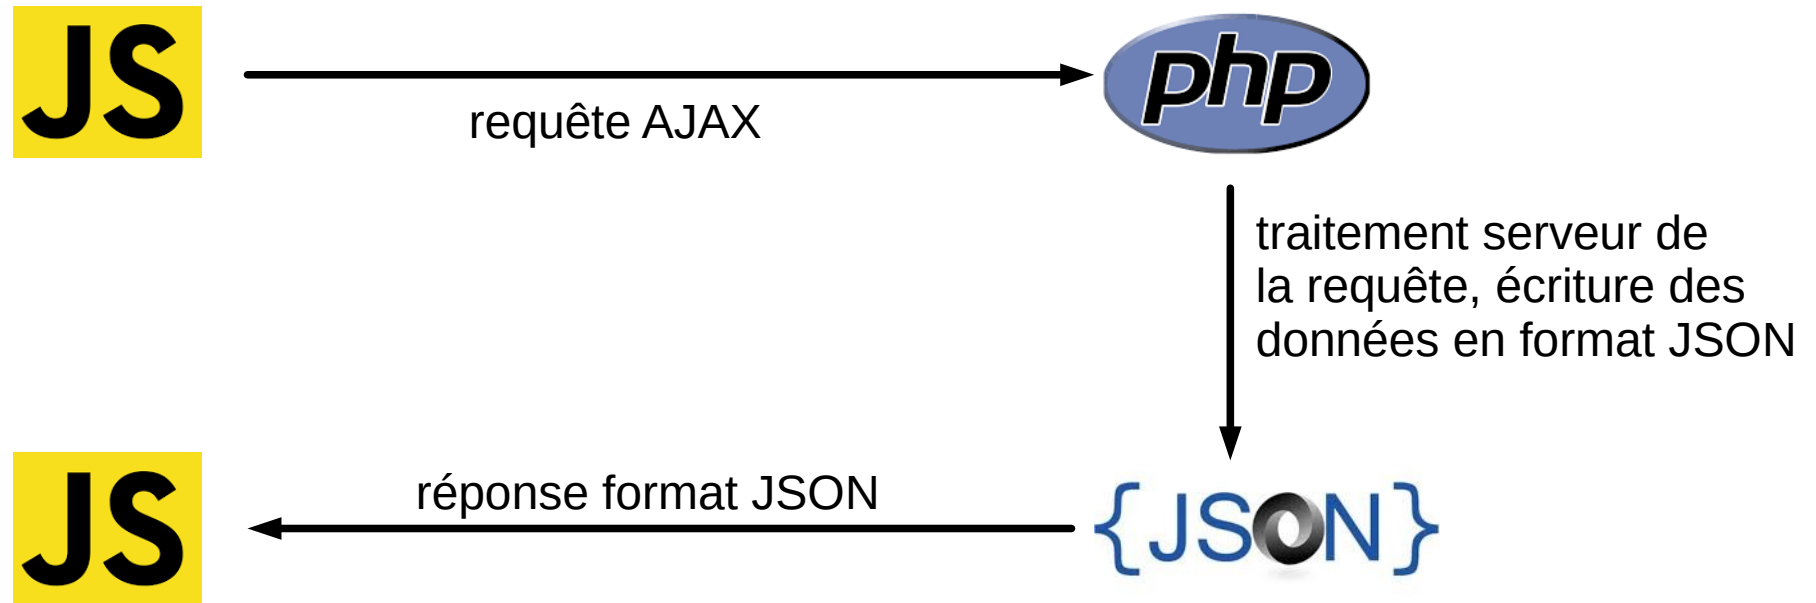 JS
php
requête AJAX
traitement serveur de
la requête, écriture des
données en format JSON
JS
réponse format JSON
{JSON}